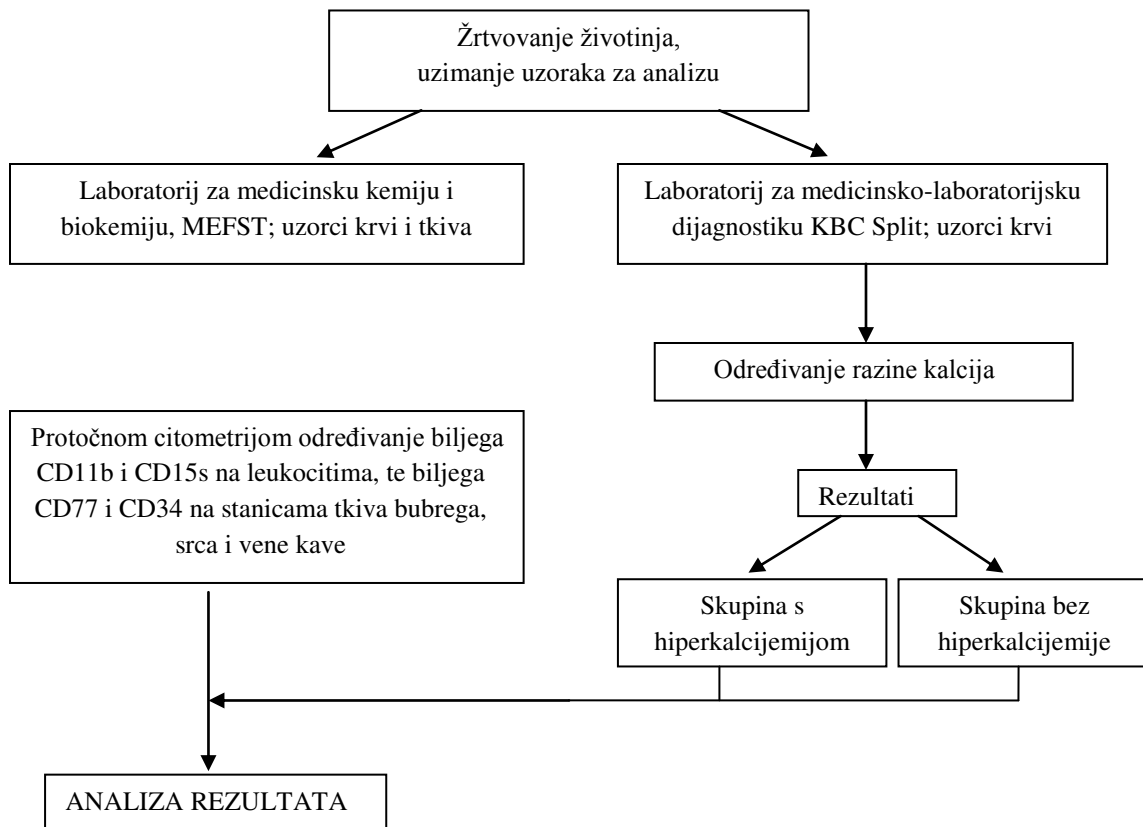 Žrtvovanje životinja,
uzimanje uzoraka za analizu
Laboratorij za medicinsku kemiju i
biokemiju, MEFST; uzorci krvi i tkiva
Laboratorij za medicinsko-laboratorijsku
dijagnostiku KBC Split; uzorci krvi
Određivanje razine kalcija
Protočnom citometrijom određivanje biljega
CD11b i CD15s na leukocitima, te biljega
CD77 i CD34 na stanicama tkiva bubrega,
srca i vene kave
Rezultati
Skupina s
hiperkalcijemijom
Skupina bez
hiperkalcijemije
ANALIZA REZULTATA